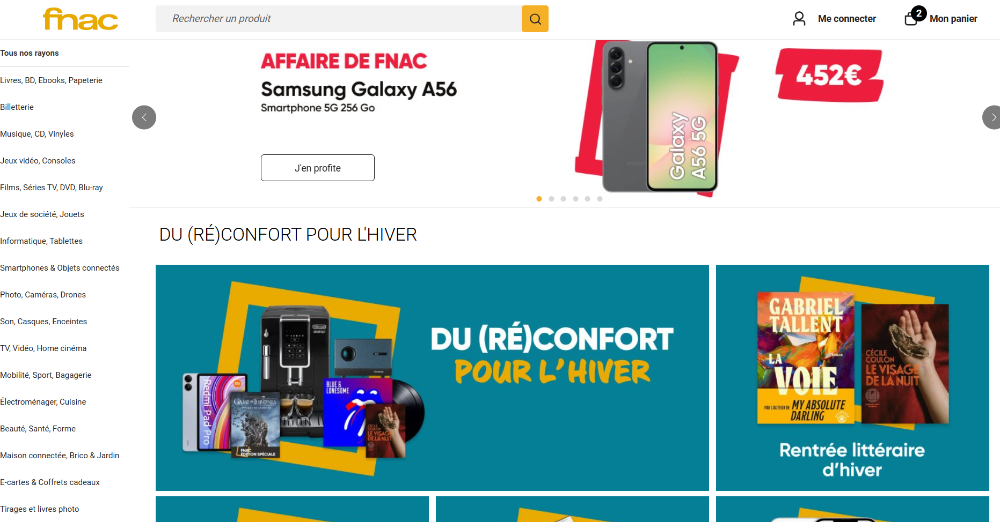 fnac
Rechercher un produit
Me connecter
2
Mon panier
Tous nos rayons
Livres, BD, Ebooks, Papeterie
Billetterie
Musique, CD, Vinyles
Jeux vidéo, Consoles
Films, Séries TV, DVD, Blu-ray
Jeux de société, Jouets
Informatique, Tablettes
Smartphones & Objets connectés
Photo, Caméras, Drones
Son, Casques, Enceintes
TV, Vidéo, Home cinéma
Mobilité, Sport, Bagagerie
Électroménager, Cuisine
Beauté, Santé, Forme
Maison connectée, Brico & Jardin
E-cartes & Coffrets cadeaux
Tirages et livres photo
AFFAIRE DE FNAC
Samsung Galaxy A56
Smartphone 5G 256 Go
J'en profite
Galaxy
A56 5G
452€
DU (RÉ)CONFORT POUR L'HIVER
DU (RÉ)CONFORT
POUR L'HIVER
Redmi Pad Pro
GAME OF THRONES
FNAC
ÉDITION SPÉCIALE
DeLonghi
DINAMICA
BLUE &
LONESOME
CÉCILE
COULON
LE VISAGE
DE LA NUIT
GABRIEL
TALLENT
ROMAN
LA
VOIE
PAR L'AUTEUR DE MY ABSOLUTE
DARLING
CÉCILE
COULON
LE VISAGE
DE LA NUIT
Rentrée littéraire
d'hiver